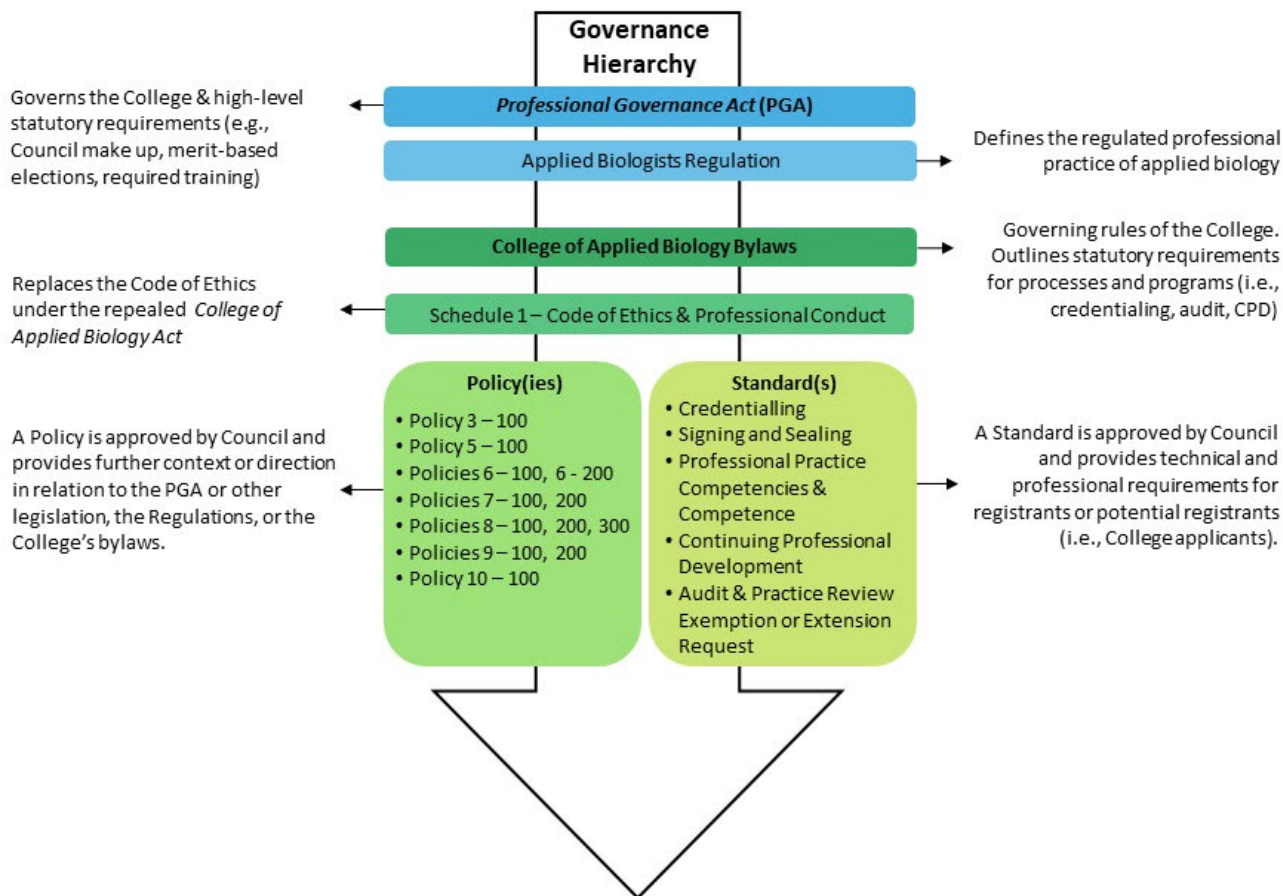 Governance
Hierarchy
Governs the College & high-level
statutory requirements (e.g.,
Council make up, merit-based
elections, required training)
Professional Governance Act (PGA)
Applied Biologists Regulation
Defines the regulated professional
practice of applied biology
College of Applied Biology Bylaws
Governing rules of the College.
Outlines statutory requirements
for processes and programs (i.e.,
credentialing, audit, CPD)
Replaces the Code of Ethics
under the repealed College of
Applied Biology Act
Schedule 1 – Code of Ethics & Professional Conduct
A Policy is approved by Council and
provides further context or direction
in relation to the PGA or other
legislation, the Regulations, or the
College's bylaws.
Policy(ies)
• Policy 3 – 100
• Policy 5 – 100
• Policies 6 – 100, 6 - 200
• Policies 7 – 100, 200
• Policies 8 – 100, 200, 300
• Policies 9 – 100, 200
• Policy 10 – 100
Standard(s)
• Credentialling
• Signing and Sealing
• Professional Practice
Competencies &
Competence
• Continuing Professional
Development
• Audit & Practice Review
Exemption or Extension
Request
A Standard is approved by Council
and provides technical and
professional requirements for
registrants or potential registrants
(i.e., College applicants).